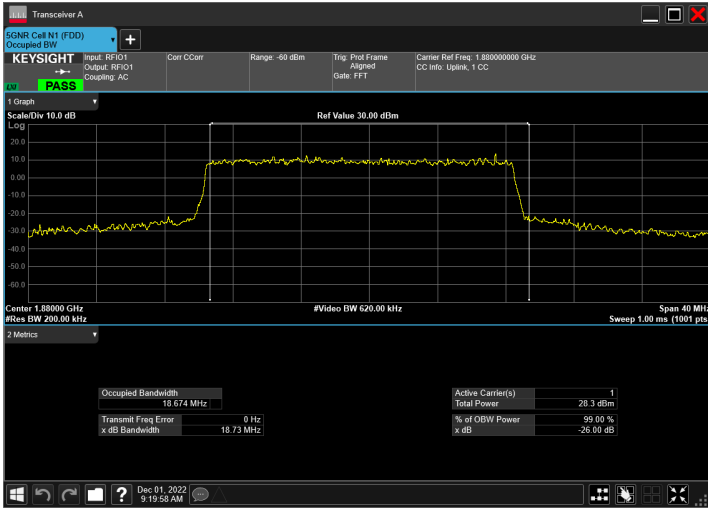 Transceiver A
5GNR Cell N1 (FDD)
Occupied BW
KEYSIGHT
PASS
Input: RFIO1
Output: RFIO1
Coupling: AC
Corr CCorr
Range: -60 dBm
Trig: Prot Frame
Aligned
Gate: FFT
Carrier Ref Freq: 1.880000000 GHz
CC Info: Uplink, 1 CC
1 Graph
Scale/Div 10.0 dB
Ref Value 30.00 dBm
Log
20.0
10.0
0.00
-10.0
-20.0
-30.0
-40.0
-50.0
-60.0
Center 1.88000 GHz
#Video BW 620.00 kHz
Span 40 MHz
#Res BW 200.00 kHz
Sweep 1.00 ms (1001 pts
2 Metrics
Occupied Bandwidth
18.674 MHz
Transmit Freq Error 0 Hz
x dB Bandwidth 18.73 MHz
Active Carrier(s) 1
Total Power 28.3 dBm
% of OBW Power 99.00 %
x dB -26.00 dB
?
Dec 01, 2022
9:19:58 AM